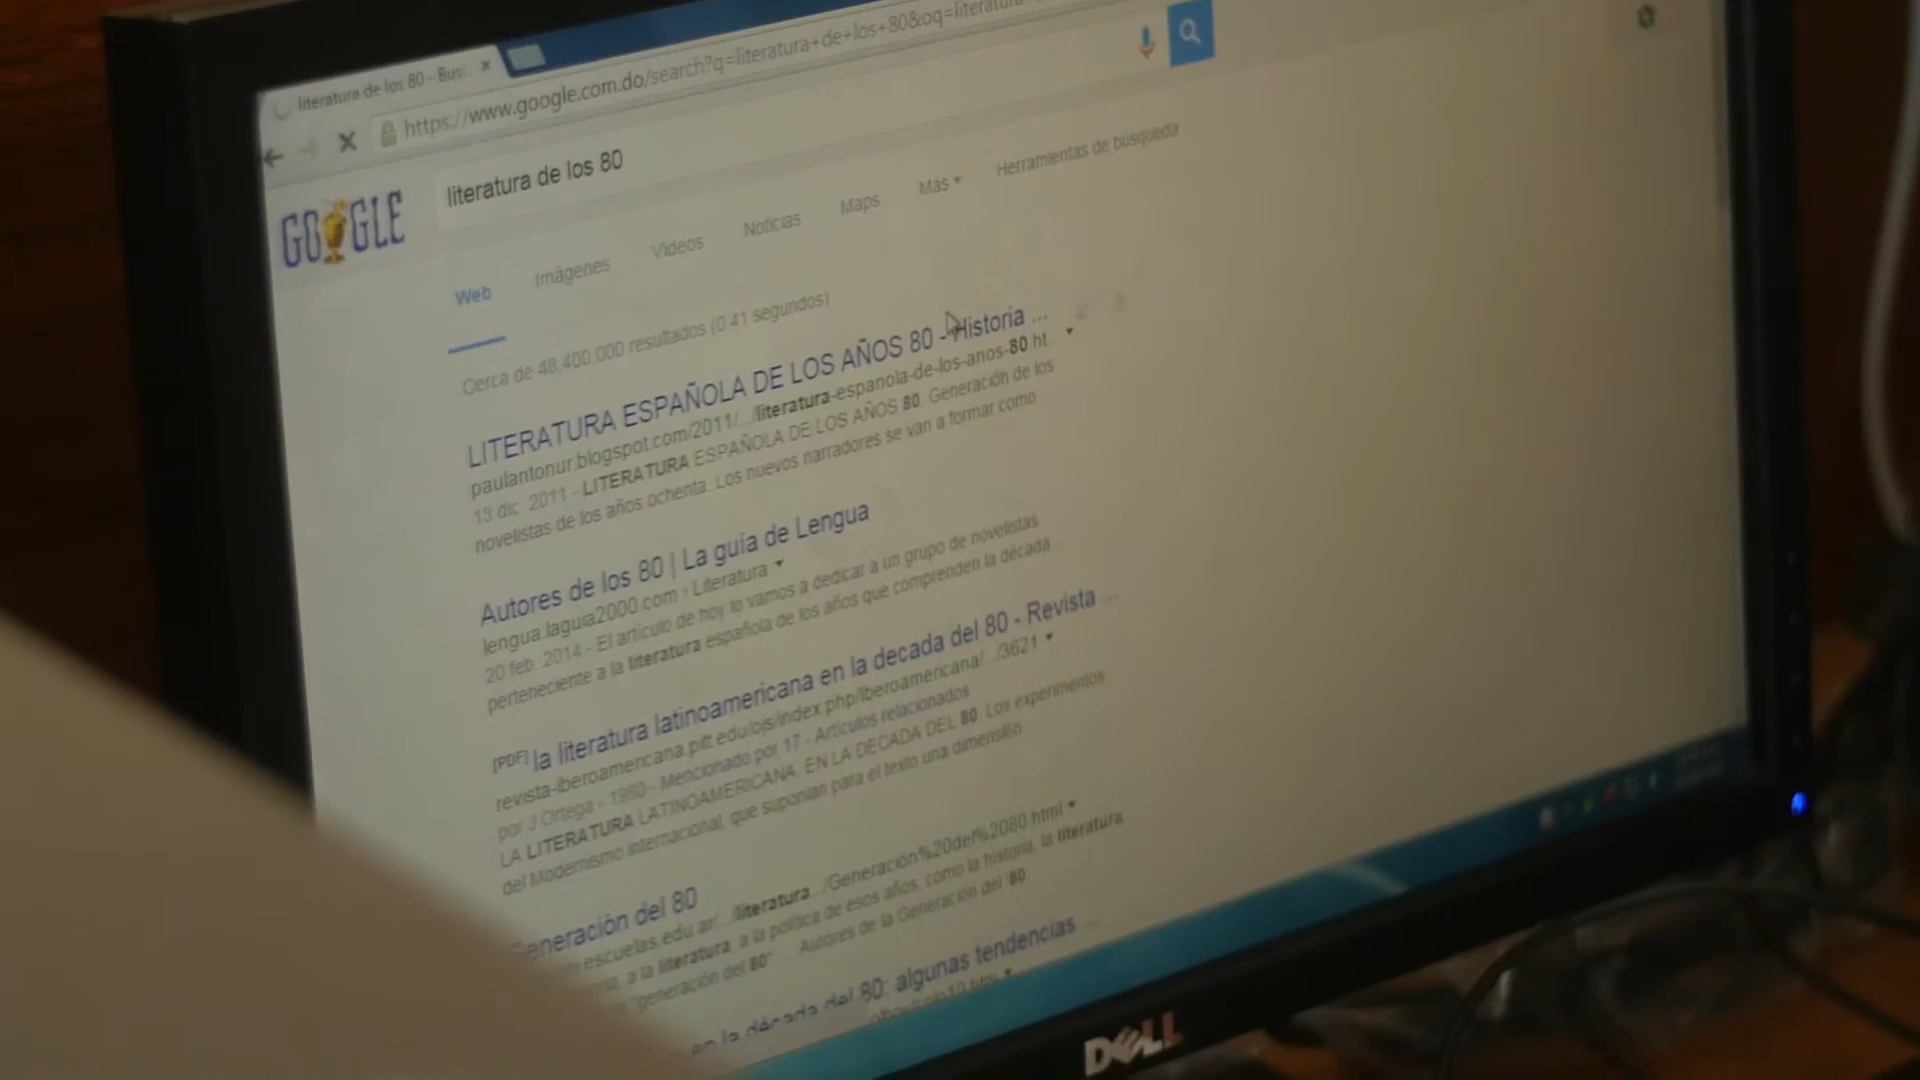 literatura de los 80 - Bus
https://www.google.com.do/search?q=literatura+de+los+80&oq=literatura
GOOGLE
literatura de los 80
Web Imágenes Videos Noticias Maps Más Herramientas de búsqueda
Cerca de 48,400,000 resultados (0.41 segundos)
LITERATURA ESPAÑOLA DE LOS AÑOS 80 - Historia ...
paulantonur.blogspot.com/2011/.../literatura-espanola-de-los-anos-80.ht...
13 dic. 2011 - LITERATURA ESPAÑOLA DE LOS AÑOS 80. Generación de los
novelistas de los años ochenta. Los nuevos narradores se van a formar como
Autores de los 80 | La guía de Lengua
lengua.laguia2000.com › Literatura
20 feb. 2014 - El artículo de hoy lo vamos a dedicar a un grupo de novelistas
perteneciente a la literatura española de los años que comprenden la década
[PDF] la literatura latinoamericana en la decada del 80 - Revista ...
revista-iberoamericana.pitt.edu/ojs/index.php/Iberoamericana/.../3621
por J Ortega - 1980 - Mencionado por 17 - Artículos relacionados
LA LITERATURA LATINOAMERICANA. EN LA DECADA DEL 80. Los experimentos
del Modernismo internacional, que suponían para el texto una dimensión
Generación del 80
escuelas.edu.ar/.../literatura.../Generación%20del%2080.html
a la literatura, a la política de esos años, como la historia, la literatura,
"generación del 80" ... Autores de la Generación del '80
en la década del 80: algunas tendencias ...
DELL